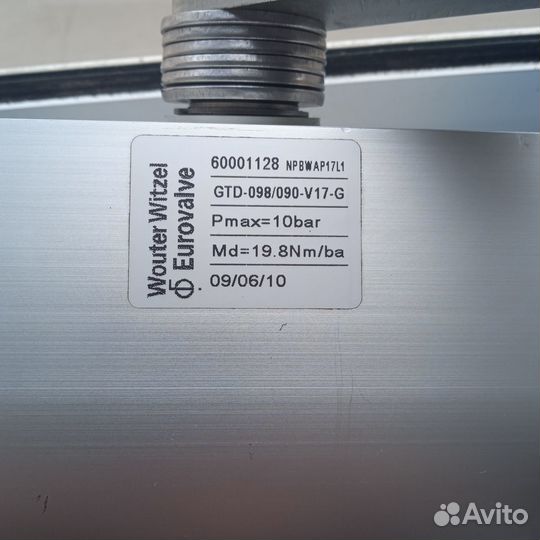 Wouter Witzel
Eurovalve
60001128 NPBWAP17L1
GTD-098/090-V17-G
Pmax=10bar
Md=19.8Nm/ba
09/06/10
Avito